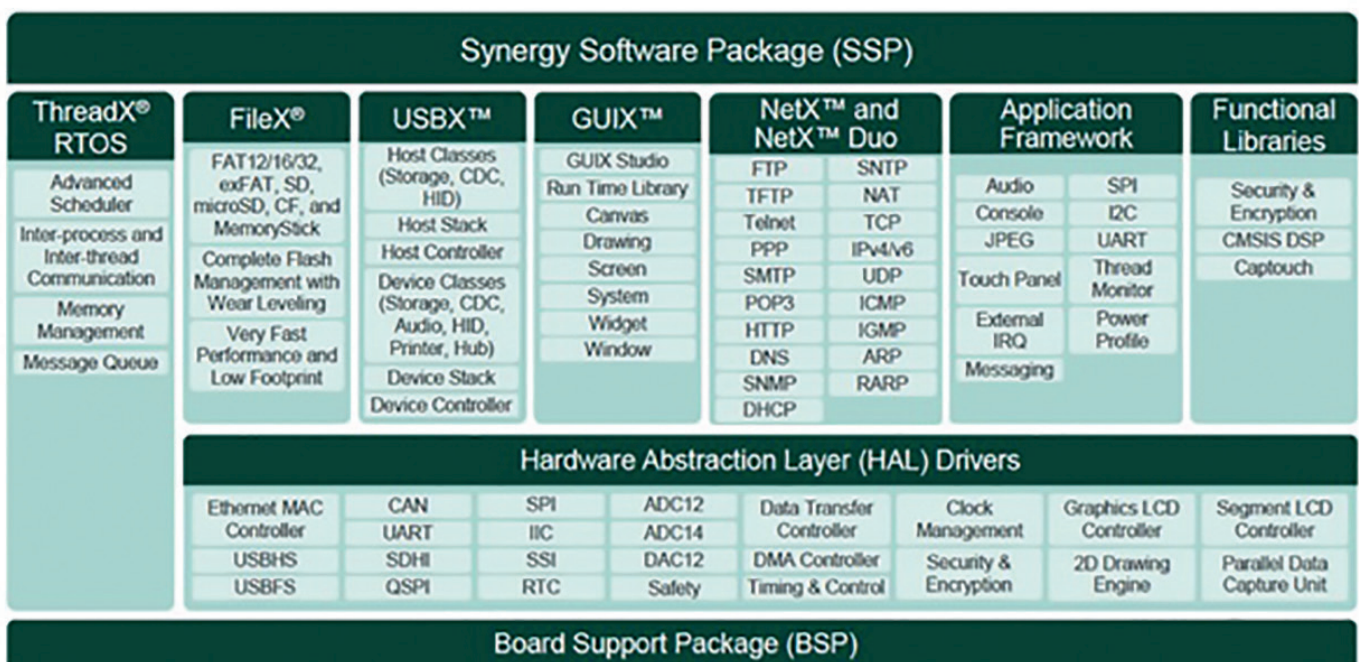 Synergy Software Package (SSP)
ThreadX®
RTOS
Advanced
Scheduler
Inter-process and
Inter-thread
Communication
Memory
Management
Message Queue
FileX®
FAT12/16/32,
exFAT, SD,
microSD, CF, and
MemoryStick
Complete Flash
Management with
Wear Leveling
Very Fast
Performance and
Low Footprint
USBX™
Host Classes
(Storage, CDC,
HID)
Host Stack
Host Controller
Device Classes
(Storage, CDC,
Audio, HID,
Printer, Hub)
Device Stack
Device Controller
GUIX™
GUIX Studio
Run Time Library
Canvas
Drawing
Screen
System
Widget
Window
NetX™ and
NetX™ Duo
FTP
TFTP
Telnet
PPP
SMTP
POP3
HTTP
DNS
SNMP
DHCP
SNTP
NAT
TCP
IPv4/v6
UDP
ICMP
IGMP
ARP
RARP
Application
Framework
Audio
Console
JPEG
Touch Panel
External
IRQ
Messaging
SPI
I2C
UART
Thread
Monitor
Power
Profile
Functional
Libraries
Security &
Encryption
CMSIS DSP
Captouch
Hardware Abstraction Layer (HAL) Drivers
Ethernet MAC
Controller
USBHS
USBFS
CAN
UART
SDHI
QSPI
SPI
IIC
SSI
RTC
ADC12
ADC14
DAC12
Safety
Data Transfer
Controller
DMA Controller
Timing & Control
Clock
Management
Security &
Encryption
Graphics LCD
Controller
2D Drawing
Engine
Segment LCD
Controller
Parallel Data
Capture Unit
Board Support Package (BSP)